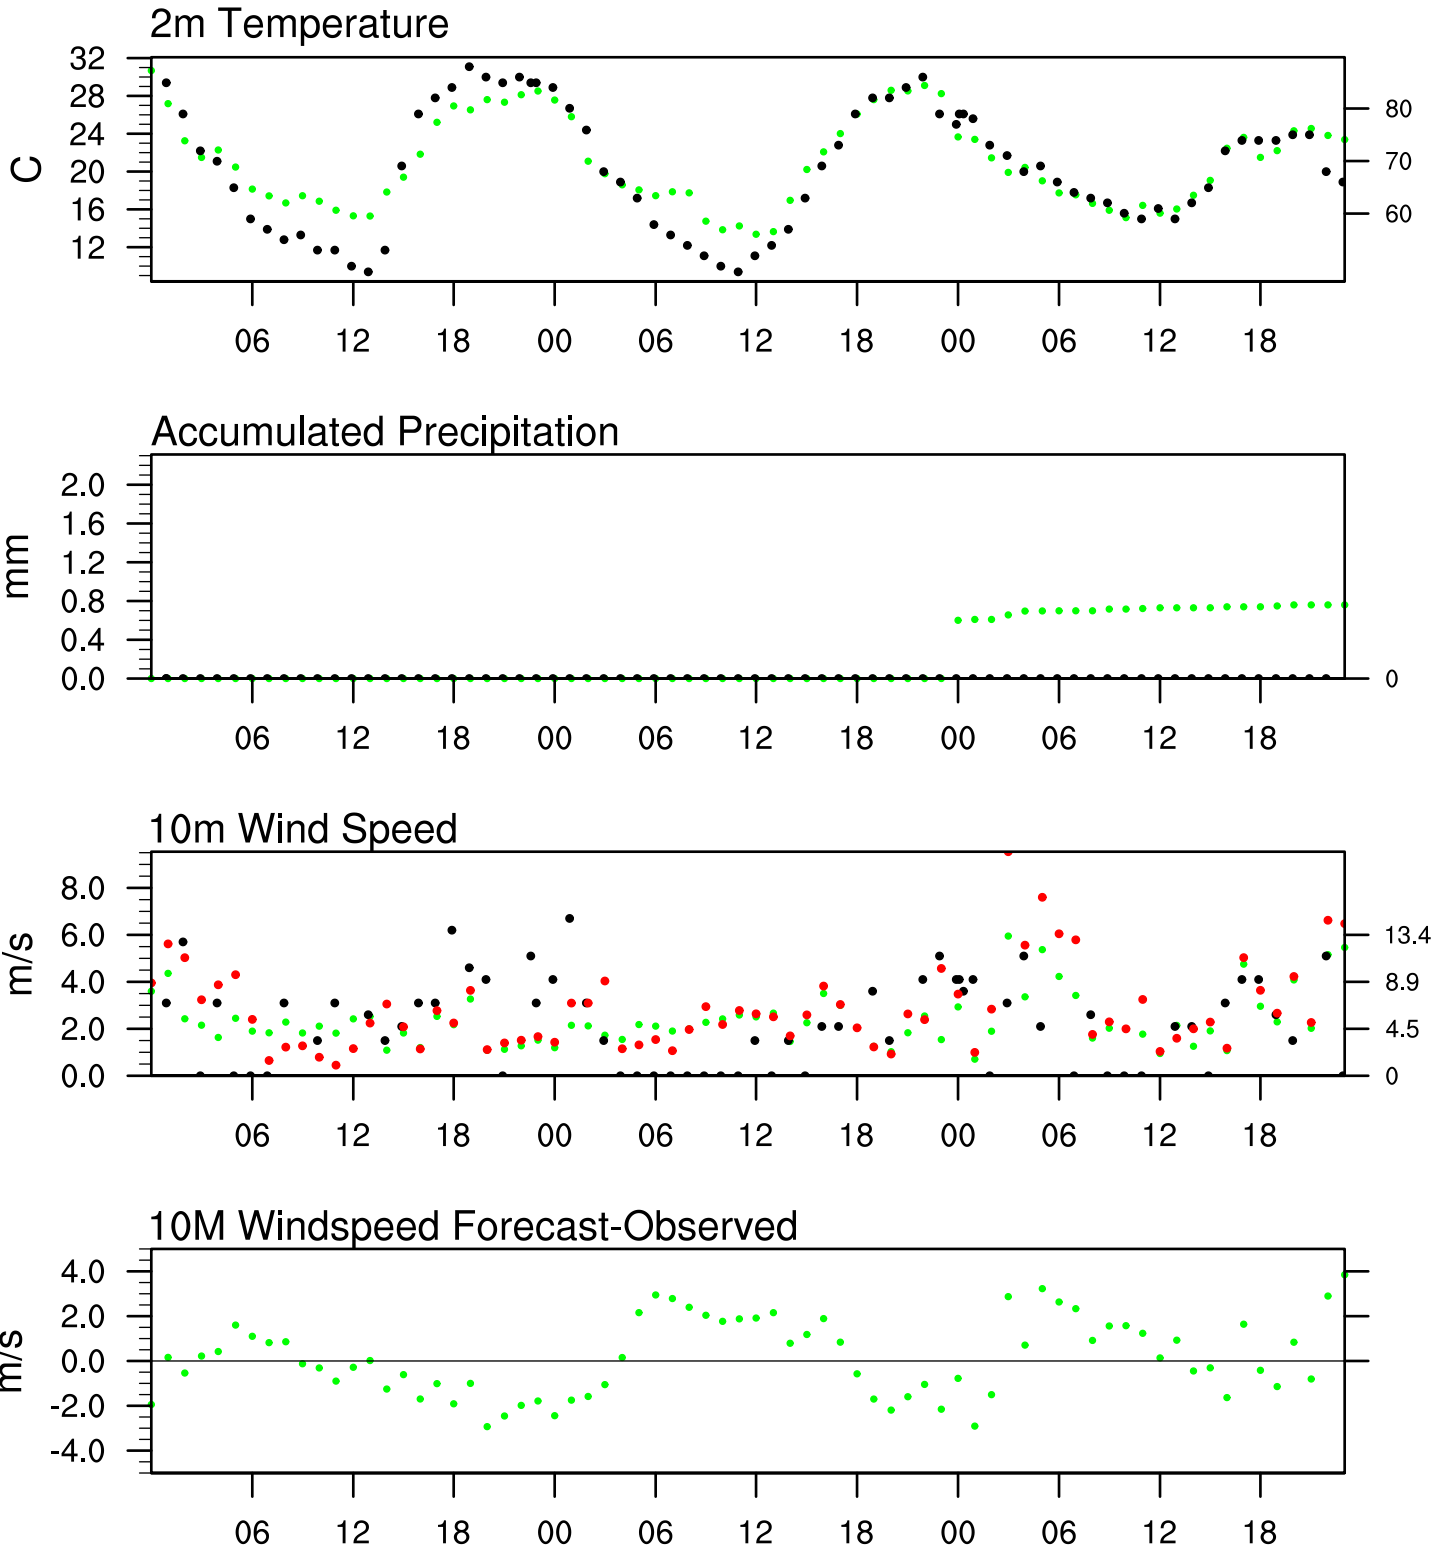 2m Temperature
32
28
24
20
16
12
C
80
70
60
06 12 18 00 06 12 18 00 06 12 18
Accumulated Precipitation
2.0
1.6
1.2
0.8
0.4
0.0
mm
0
06 12 18 00 06 12 18 00 06 12 18
10m Wind Speed
8.0
6.0
4.0
2.0
0.0
m/s
13.4
8.9
4.5
0
06 12 18 00 06 12 18 00 06 12 18
10M Windspeed Forecast-Observed
4.0
2.0
0.0
-2.0
-4.0
m/s
06 12 18 00 06 12 18 00 06 12 18